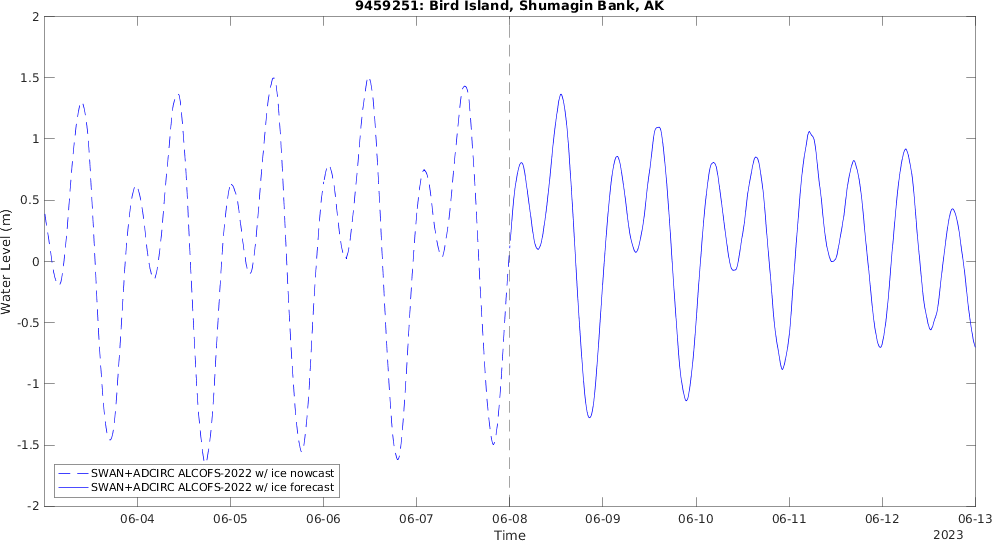 9459251: Bird Island, Shumagin Bank, AK
2
1.5
1
0.5
0
-0.5
-1
-1.5
-2
Water Level (m)
SWAN+ADCIRC ALCOFS-2022 w/ ice nowcast
SWAN+ADCIRC ALCOFS-2022 w/ ice forecast
06-04 06-05 06-06 06-07 06-08 06-09 06-10 06-11 06-12 06-13
Time
2023